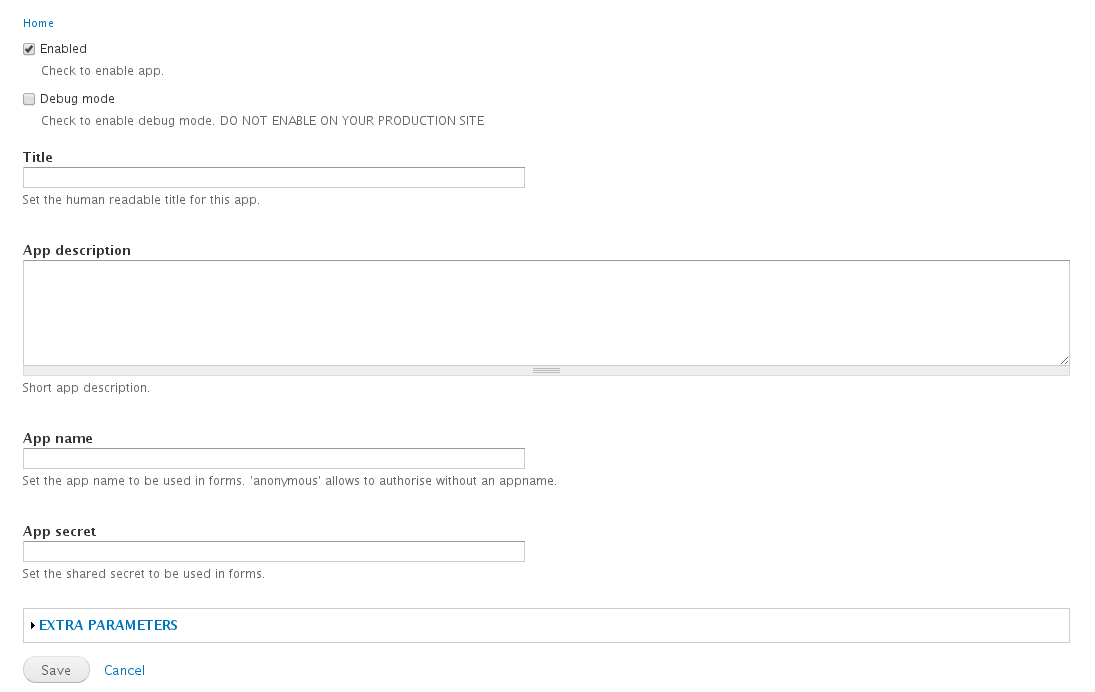 Home
Enabled
Check to enable app.
Debug mode
Check to enable debug mode. DO NOT ENABLE ON YOUR PRODUCTION SITE
Title
Set the human readable title for this app.
App description
Short app description.
App name
Set the app name to be used in forms. 'anonymous' allows to authorise without an appname.
App secret
Set the shared secret to be used in forms.
EXTRA PARAMETERS
Save Cancel